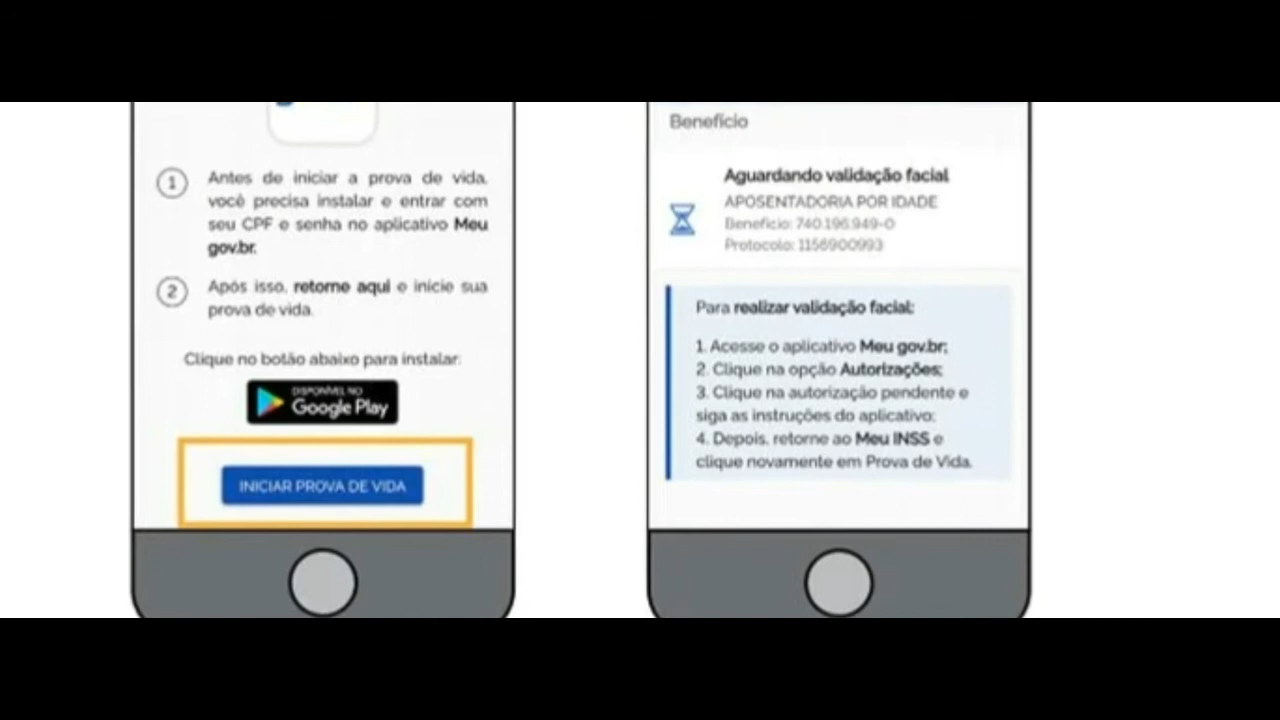 1
Antes de iniciar a prova de vida,
você precisa instalar e entrar com
seu CPF e senha no aplicativo Meu
gov.br.
2
Após isso, retorne aqui e inicie sua
prova de vida.
Clique no botão abaixo para instalar:
DISPONÍVEL NO
Google Play
INICIAR PROVA DE VIDA
Benefício
Aguardando validação facial
APOSENTADORIA POR IDADE
Benefício: 740.196.949-0
Protocolo: 1156900993
Para realizar validação facial:
1. Acesse o aplicativo Meu gov.br;
2. Clique na opção Autorizações;
3. Clique na autorização pendente e
siga as instruções do aplicativo;
4. Depois, retorne ao Meu INSS e
clique novamente em Prova de Vida.